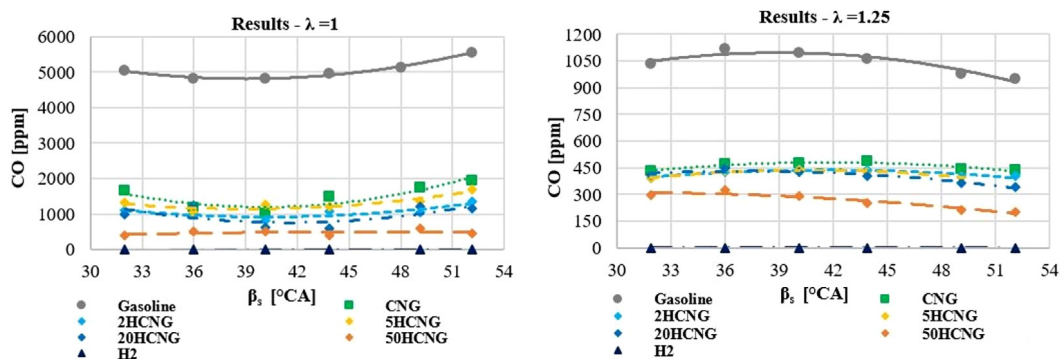 Results - λ =1
6000
5000
4000
3000
2000
1000
0
CO [ppm]
30 33 36 39 42 45 48 51 54
βs [°CA]
Gasoline CNG
2HCNG 5HCNG
20HCNG 50HCNG
H2
Results - λ =1.25
1200
1050
900
750
600
450
300
150
0
CO [ppm]
30 33 36 39 42 45 48 51 54
βs [°CA]
Gasoline CNG
2HCNG 5HCNG
20HCNG 50HCNG
H2